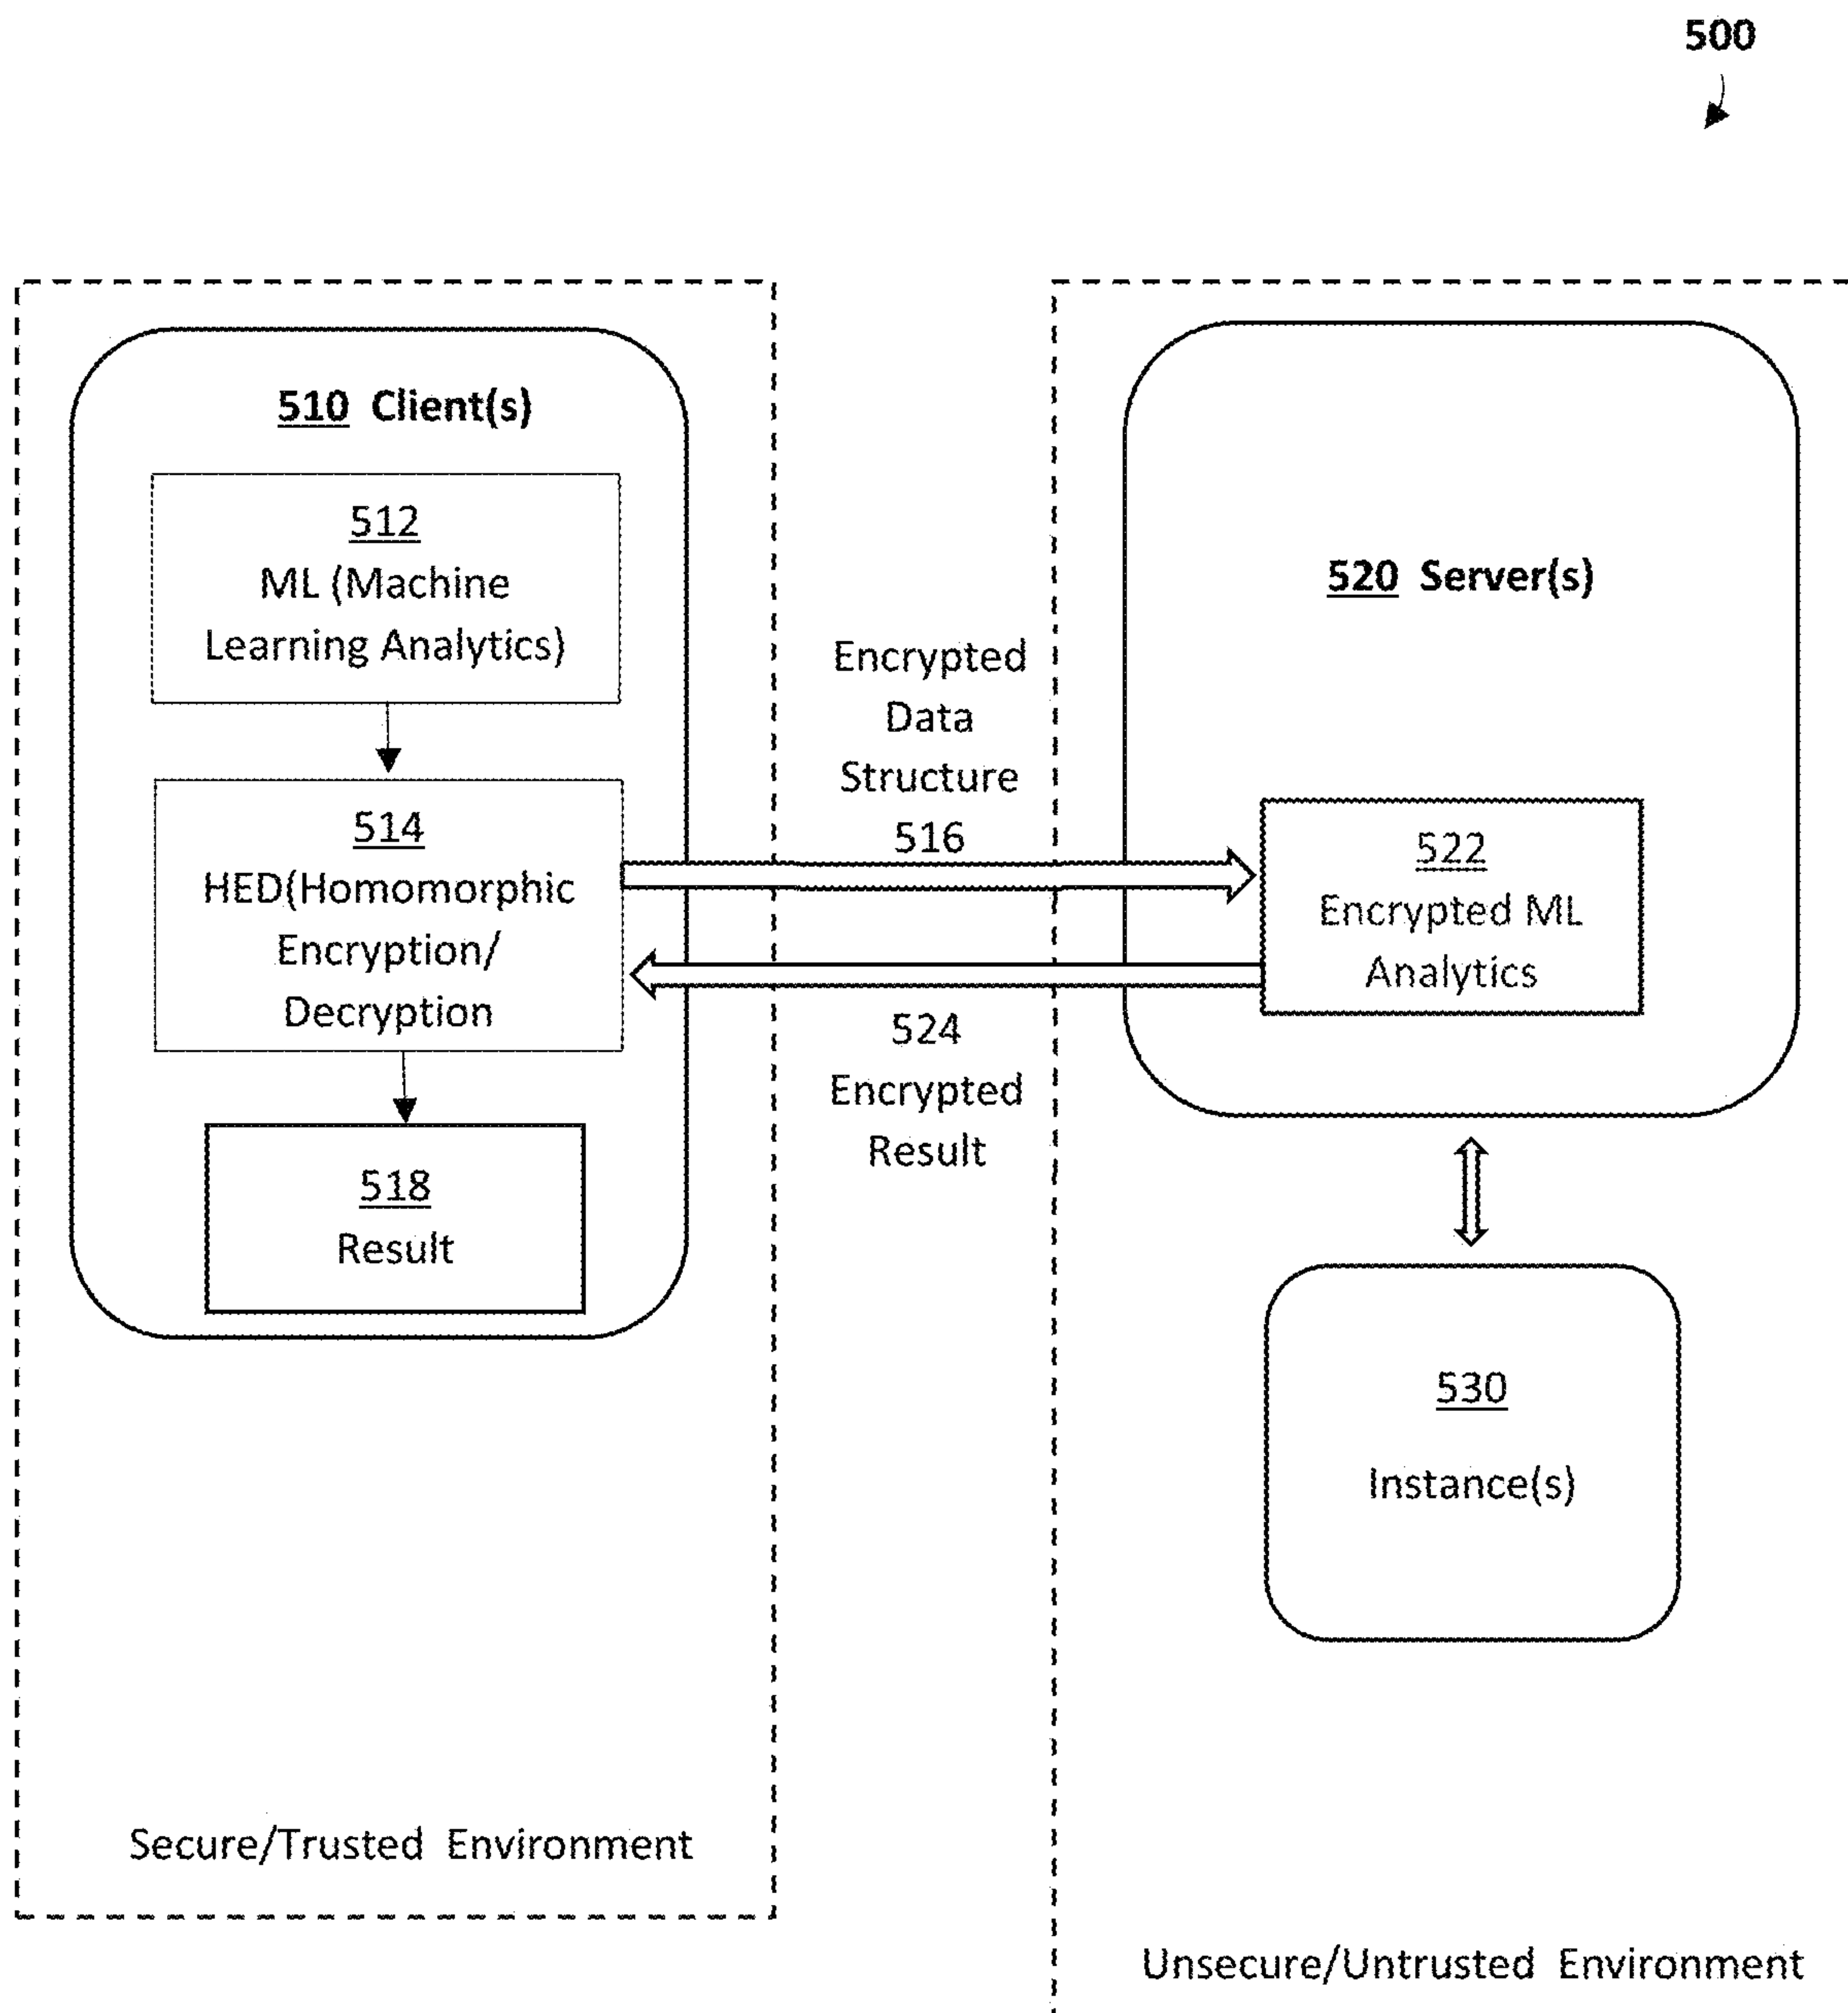 500
510 Client(s)
512
ML (Machine
Learning Analytics)
514
HED(Homomorphic
Encryption/
Decryption
518
Result
Secure/Trusted Environment
Encrypted
Data
Structure
516
524
Encrypted
Result
520 Server(s)
522
Encrypted ML
Analytics
530
Instance(s)
Unsecure/Untrusted Environment